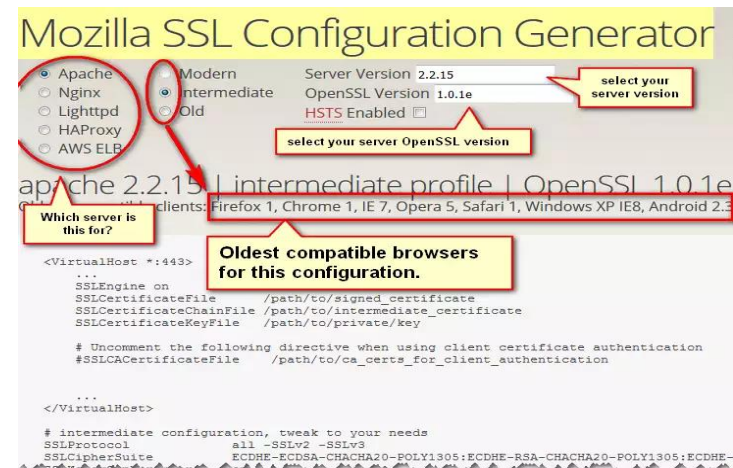 Mozilla SSL Configuration Generator
Apache
Nginx
Lighttpd
HAProxy
AWS ELB
Modern
Intermediate
Old
Server Version 2.2.15
OpenSSL Version 1.0.1e
HSTS Enabled
select your
server version
select your server OpenSSL version
apache 2.2.15 | intermediate profile | OpenSSL 1.0.1e
clients: Firefox 1, Chrome 1, IE 7, Opera 5, Safari 1, Windows XP IE8, Android 2.3
Which server is
this for?
Oldest compatible browsers
for this configuration.
<VirtualHost *:443>
...
SSLEngine on
SSLCertificateFile /path/to/signed_certificate
SSLCertificateChainFile /path/to/intermediate_certificate
SSLCertificateKeyFile /path/to/private/key
# Uncomment the following directive when using client certificate authentication
#SSLCACertificateFile /path/to/ca_certs_for_client_authentication
...
</VirtualHost>
# intermediate configuration, tweak to your needs
SSLProtocol all -SSLv2 -SSLv3
SSLCipherSuite ECDHE-ECDSA-CHACHA20-POLY1305:ECDHE-RSA-CHACHA20-POLY1305:ECDHE-